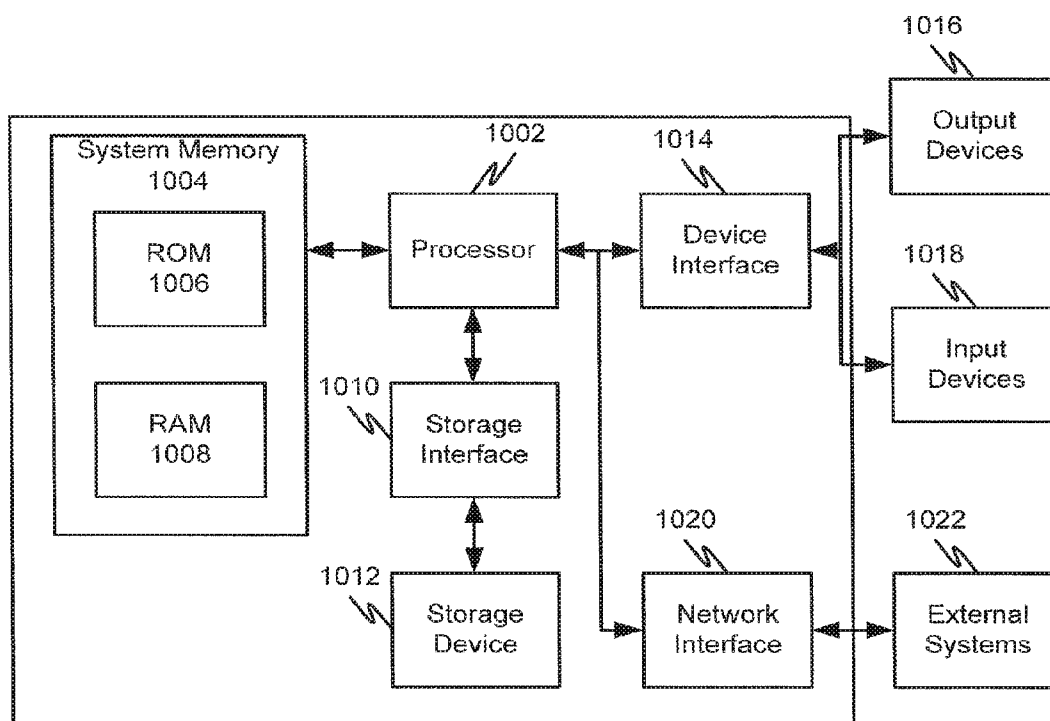 1016
Output
Devices
1002
1014
System Memory
1004
Processor
Device
Interface
ROM
1006
1018
Input
Devices
1010
Storage
Interface
RAM
1008
1020
1022
1012
Storage
Device
Network
Interface
External
Systems